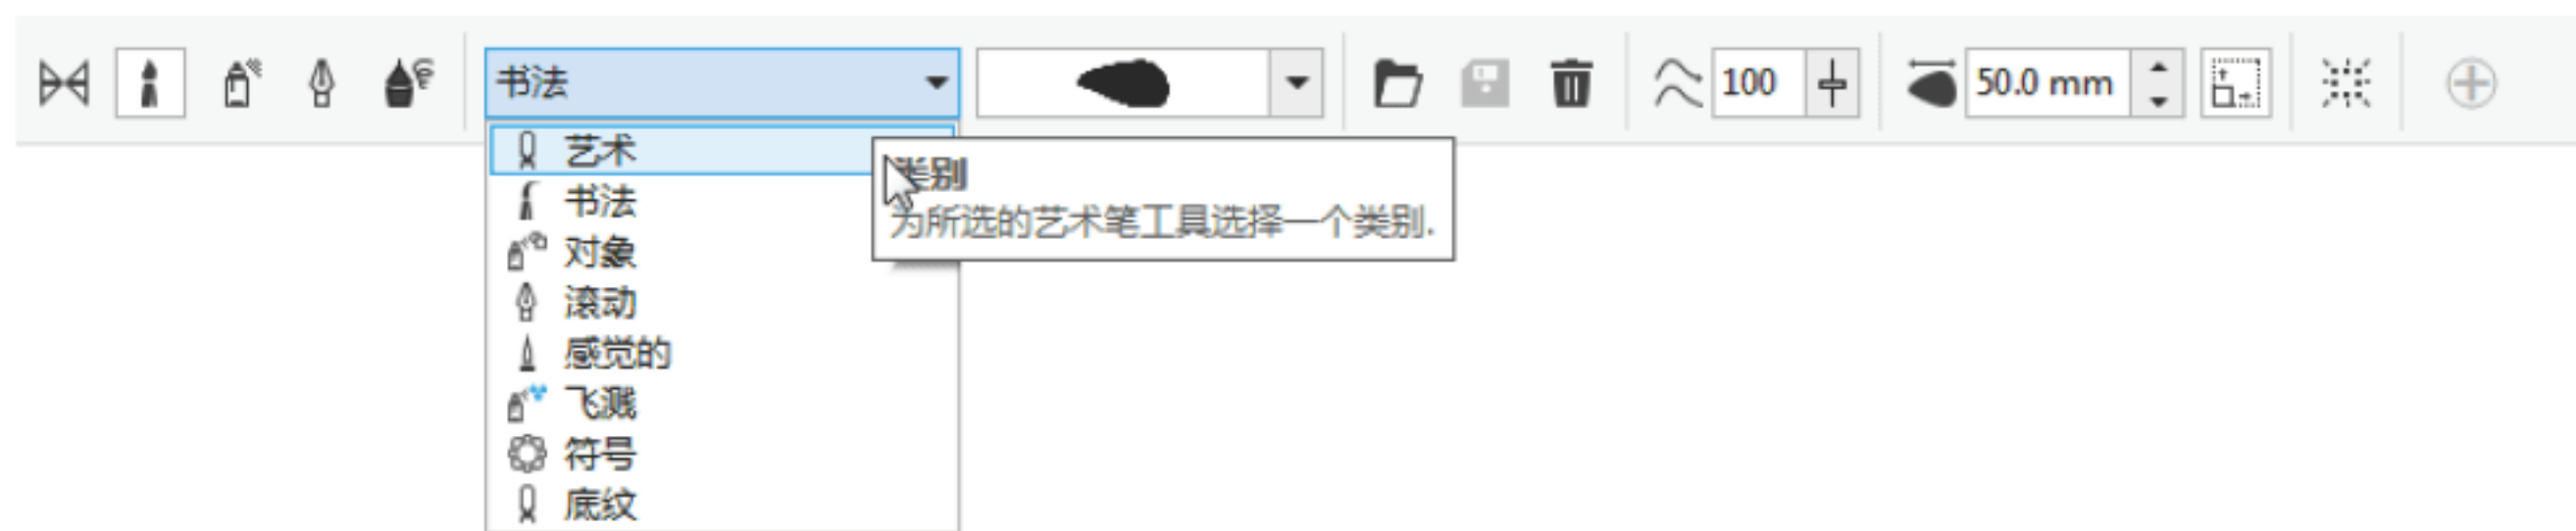 书法
100
50.0 mm
艺术
类别
为所选的艺术笔工具选择一个类别.
书法
对象
滚动
感觉的
飞溅
符号
底纹